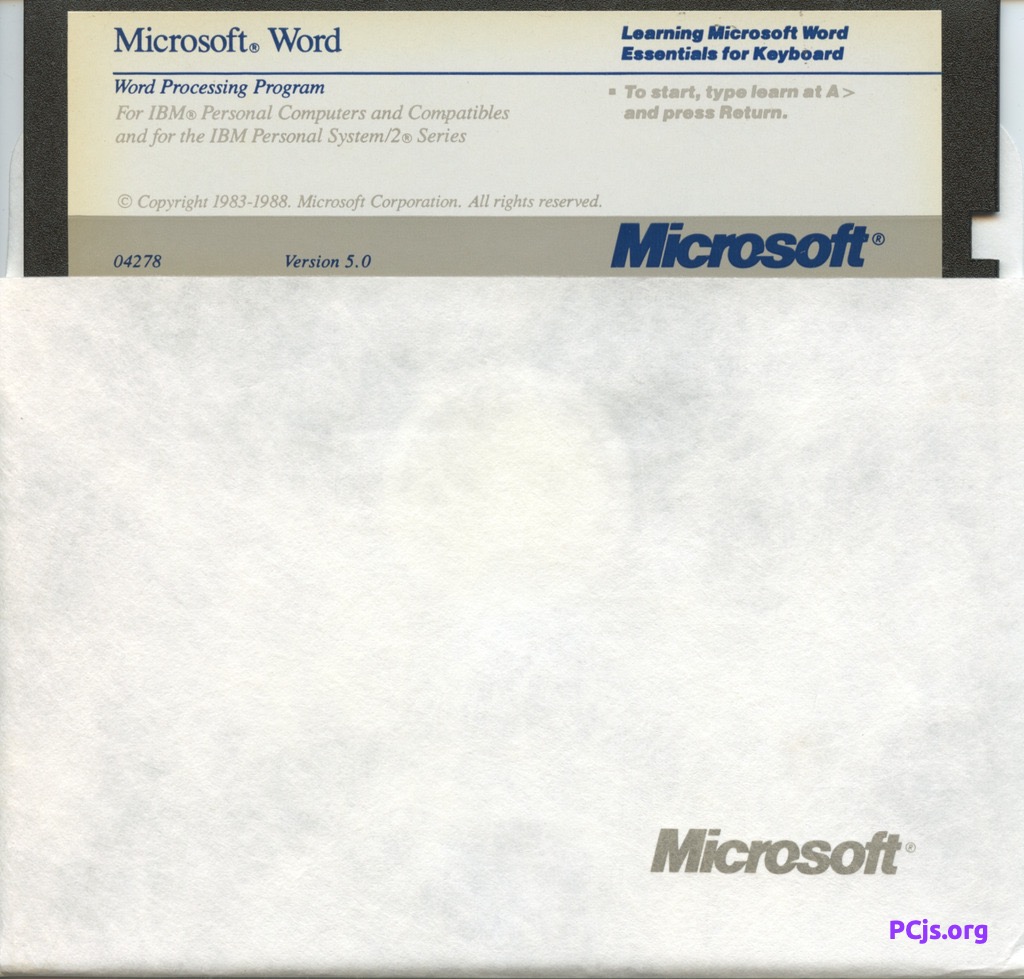 Microsoft® Word
Learning Microsoft Word
Essentials for Keyboard
Word Processing Program
For IBM® Personal Computers and Compatibles
and for the IBM Personal System/2® Series
▪ To start, type learn at A>
and press Return.
© Copyright 1983-1988. Microsoft Corporation. All rights reserved.
04278 Version 5.0
Microsoft®
Microsoft®
PCjs.org